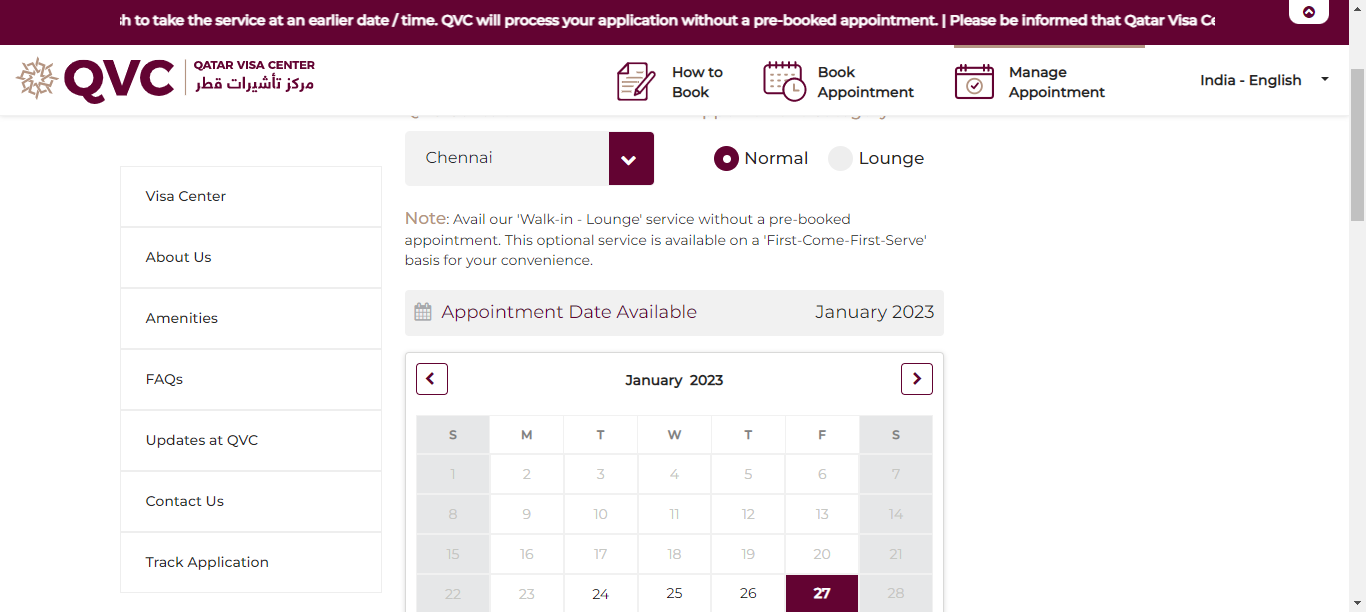 sh to take the service at an earlier date / time. QVC will process your application without a pre-booked appointment. | Please be informed that Qatar Visa Ce
QVC
QATAR VISA CENTER
مركز تأشيرات قطر
How to
Book
Book
Appointment
Manage
Appointment
India - English
Visa Center
About Us
Amenities
FAQs
Updates at QVC
Contact Us
Track Application
Chennai
Normal
Lounge
Note: Avail our 'Walk-in - Lounge' service without a pre-booked
appointment. This optional service is available on a 'First-Come-First-Serve'
basis for your convenience.
Appointment Date Available January 2023
January 2023
S M T W T F S
1 2 3 4 5 6 7
8 9 10 11 12 13 14
15 16 17 18 19 20 21
22 23 24 25 26 27 28